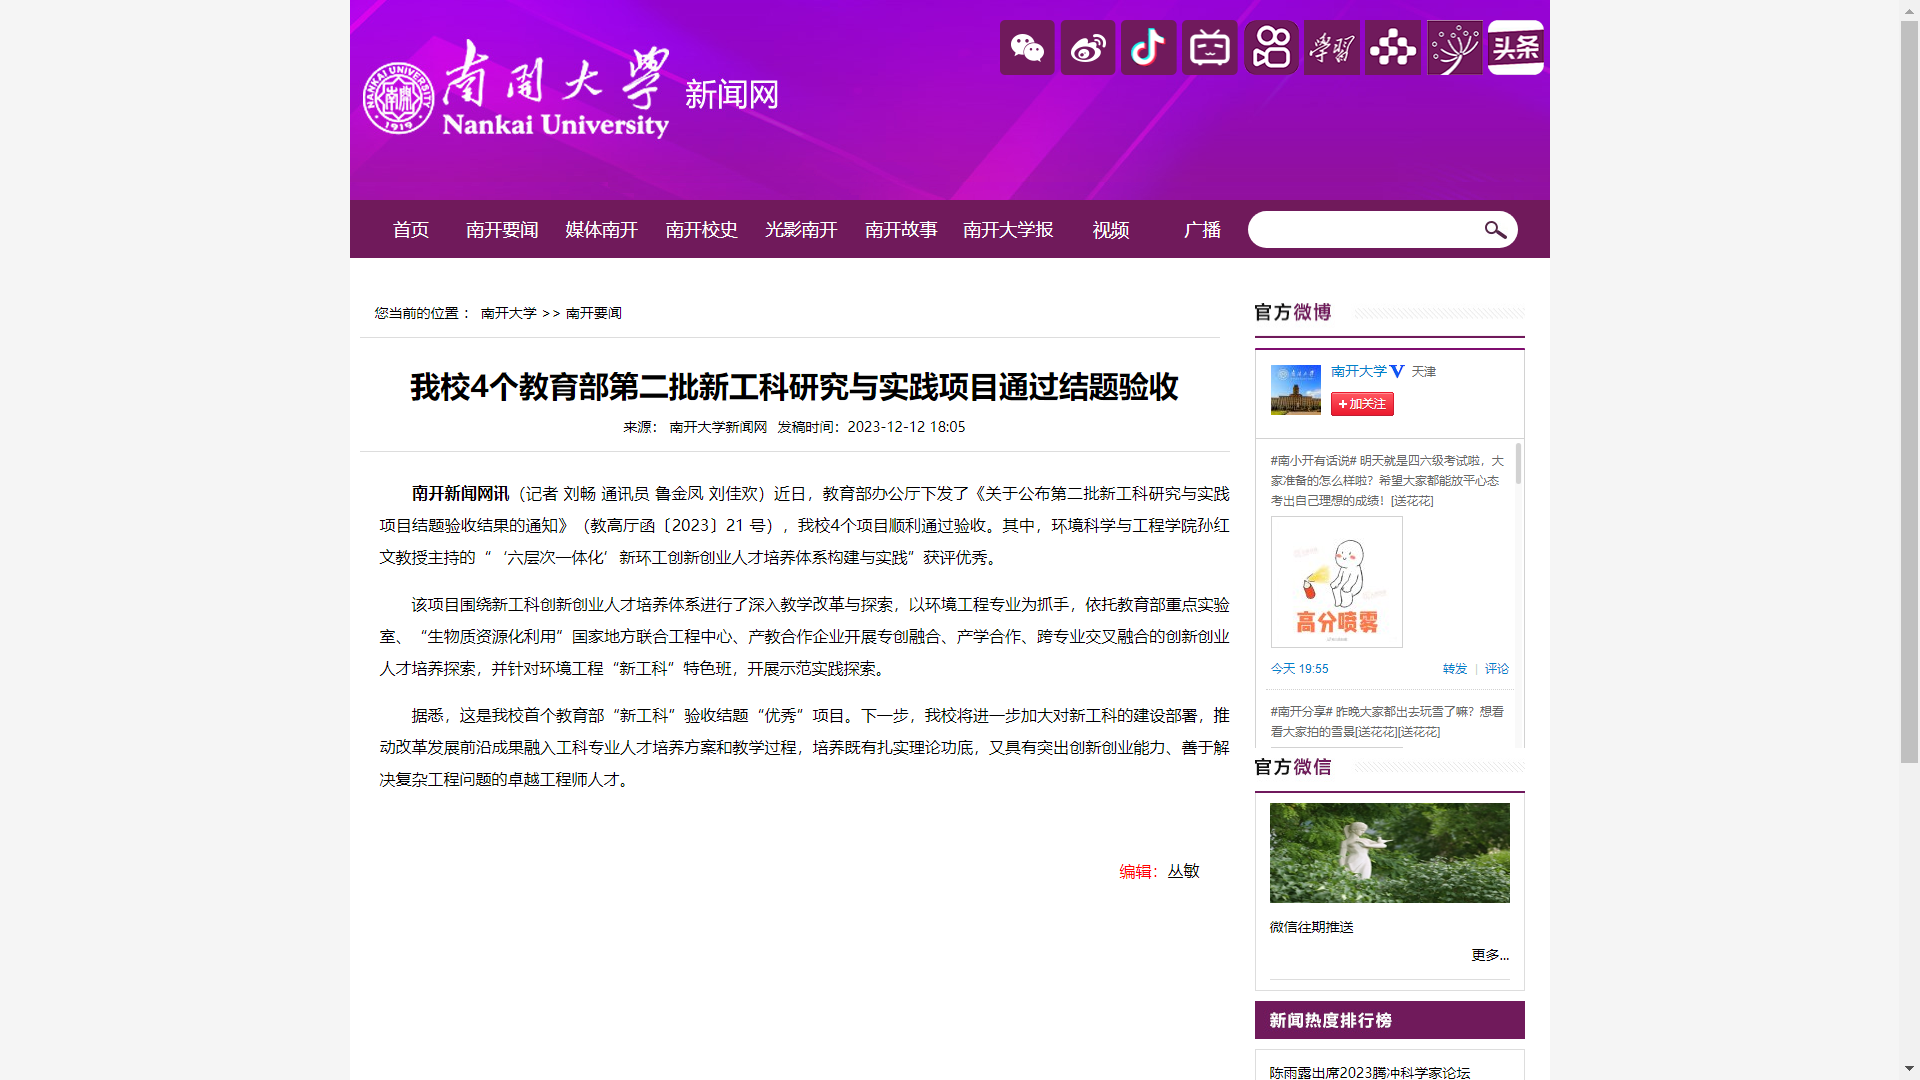 南开大学 新闻网
NANKAI UNIVERSITY
南開
1919
Nankai University
学習
头条
首页 南开要闻 媒体南开 南开校史 光影南开 南开故事 南开大学报 视频 广播
您当前的位置： 南开大学 >> 南开要闻
我校4个教育部第二批新工科研究与实践项目通过结题验收
来源： 南开大学新闻网 发稿时间：2023-12-12 18:05
南开新闻网讯（记者 刘畅 通讯员 鲁金凤 刘佳欢）近日，教育部办公厅下发了《关于公布第二批新工科研究与实践
项目结题验收结果的通知》（教高厅函〔2023〕21 号），我校4个项目顺利通过验收。其中，环境科学与工程学院孙红
文教授主持的“‘六层次一体化’新环工创新创业人才培养体系构建与实践”获评优秀。
该项目围绕新工科创新创业人才培养体系进行了深入教学改革与探索，以环境工程专业为抓手，依托教育部重点实验
室、“生物质资源化利用”国家地方联合工程中心、产教合作企业开展专创融合、产学合作、跨专业交叉融合的创新创业
人才培养探索，并针对环境工程“新工科”特色班，开展示范实践探索。
据悉，这是我校首个教育部“新工科”验收结题“优秀”项目。下一步，我校将进一步加大对新工科的建设部署，推
动改革发展前沿成果融入工科专业人才培养方案和教学过程，培养既有扎实理论功底，又具有突出创新创业能力、善于解
决复杂工程问题的卓越工程师人才。
编辑：丛敏
官方微博
南开大学 V 天津
+加关注
#南小开有话说# 明天就是四六级考试啦，大
家准备的怎么样啦？希望大家都能放平心态
考出自己理想的成绩！[送花花]
高分喷雾
今天 19:55 转发 | 评论
#南开分享# 昨晚大家都出去玩雪了嘛？想看
看大家拍的雪景[送花花][送花花]
官方微信
微信往期推送
更多...
新闻热度排行榜
陈雨露出席2023腾冲科学家论坛